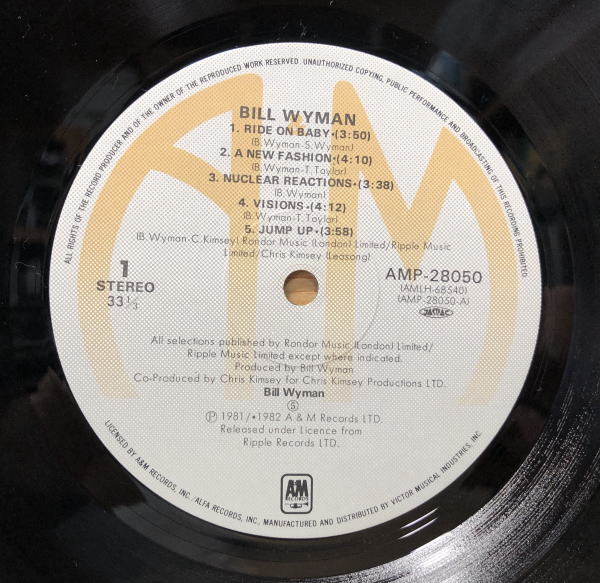 ALL RIGHTS OF THE RECORD PRODUCER AND OF THE OWNER OF THE REPRODUCED WORK RESERVED. UNAUTHORIZED COPYING, PUBLIC PERFORMANCE AND BROADCASTING OF THIS RECORDING PROHIBITED.
BILL WYMAN
1. RIDE ON BABY•(3:50)
(B.Wyman-S.Wyman)
2. A NEW FASHION•(4:10)
(B.Wyman-T.Taylor)
3. NUCLEAR REACTIONS•(3:38)
(B.Wyman)
4. VISIONS•(4:12)
(B.Wyman-T.Taylor)
5. JUMP UP•(3:58)
(B.Wyman-C.Kimsey) Rondor Music (London) Limited/Ripple Music
Limited/Chris Kimsey (Leosong)
1
STEREO
33 1/3
AMP-28050
(AMLH-68540)
(AMP-28050-A)
JASRAC
All selections published by Rondor Music (London) Limited/
Ripple Music Limited except where indicated.
Produced by Bill Wyman
Co-Produced by Chris Kimsey for Chris Kimsey Productions LTD.
Bill Wyman
Ⓢ
Ⓟ 1981/•1982 A & M Records LTD.
Released under Licence from
Ripple Records LTD.
A&M
RECORDS
LICENSED BY A&M RECORDS, INC./ALFA RECORDS, INC., MANUFACTURED AND DISTRIBUTED BY VICTOR MUSICAL INDUSTRIES, INC.